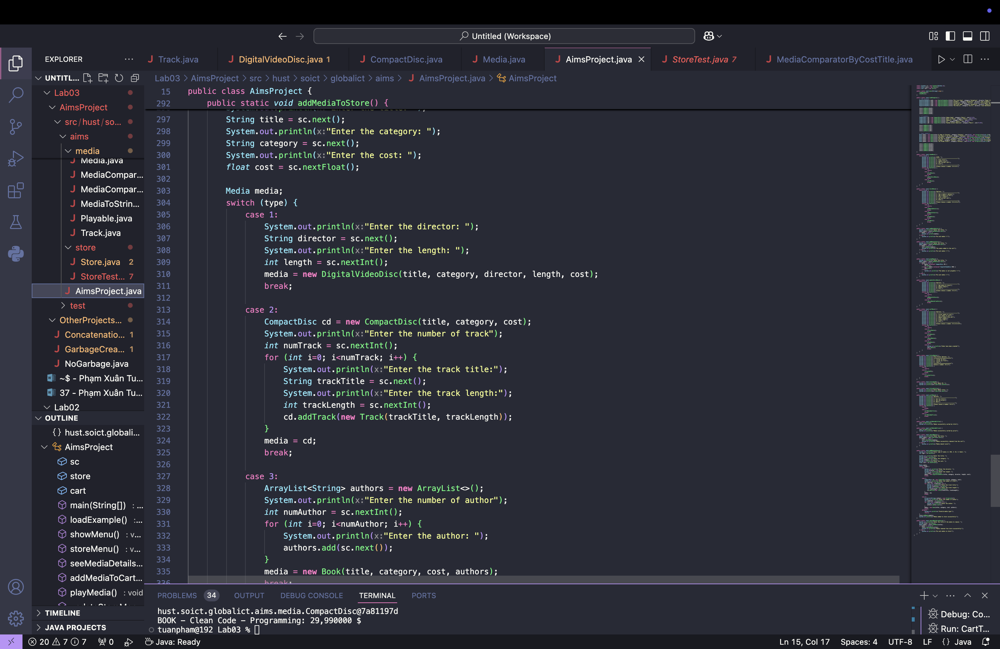 Untitled (Workspace)
EXPLORER
Track.java
DigitalVideoDisc.java 1
CompactDisc.java
Media.java
AimsProject.java
StoreTest.java 7
MediaComparatorByCostTitle.java
UNTITL...
Lab03 > AimsProject > src > hust > soict > globalict > aims > AimsProject.java > AimsProject
Lab03
AimsProject
src/hust/so...
aims
media
Media.java
MediaCompar...
MediaCompar...
MediaToStrin...
Playable.java
Track.java
store
Store.java 2
StoreTest... 7
AimsProject.java
test
OtherProjects...
Concatenatio... 1
GarbageCrea... 1
NoGarbage.java
~$ - Phạm Xuân Tu...
37 - Phạm Xuân Tu...
Lab02
OUTLINE
{} hust.soict.globali...
AimsProject
sc
store
cart
main(String[]) : ...
loadExample() :...
showMenu() : v...
storeMenu() : v...
seeMediaDetails...
addMediaToCart...
playMedia() : void
TIMELINE
JAVA PROJECTS
15 public class AimsProject {
292 public static void addMediaToStore() {
297 String title = sc.next();
298 System.out.println(x:"Enter the category: ");
299 String category = sc.next();
300 System.out.println(x:"Enter the cost: ");
301 float cost = sc.nextFloat();
302
303 Media media;
304 switch (type) {
305 case 1:
306 System.out.println(x:"Enter the director: ");
307 String director = sc.next();
308 System.out.println(x:"Enter the length: ");
309 int length = sc.nextInt();
310 media = new DigitalVideoDisc(title, category, director, length, cost);
311 break;
312
313 case 2:
314 CompactDisc cd = new CompactDisc(title, category, cost);
315 System.out.println(x:"Enter the number of track");
316 int numTrack = sc.nextInt();
317 for (int i=0; i<numTrack; i++) {
318 System.out.println(x:"Enter the track title:");
319 String trackTitle = sc.next();
320 System.out.println(x:"Enter the track length:");
321 int trackLength = sc.nextInt();
322 cd.addTrack(new Track(trackTitle, trackLength));
323 }
324 media = cd;
325 break;
326
327 case 3:
328 ArrayList<String> authors = new ArrayList<>();
329 System.out.println(x:"Enter the number of author");
330 int numAuthor = sc.nextInt();
331 for (int i=0; i<numAuthor; i++) {
332 System.out.println(x:"Enter the author: ");
333 authors.add(sc.next());
334 }
335 media = new Book(title, category, cost, authors);
336 break;
PROBLEMS 34 OUTPUT DEBUG CONSOLE TERMINAL PORTS
hust.soict.globalict.aims.media.CompactDisc@7a81197d
BOOK - Clean Code - Programming: 29,990000 $
tuanpham@192 Lab03 %
Debug: Co...
Run: CartT...
20 7 7 0 Java: Ready
Ln 15, Col 17 Spaces: 4 UTF-8 LF {} Java